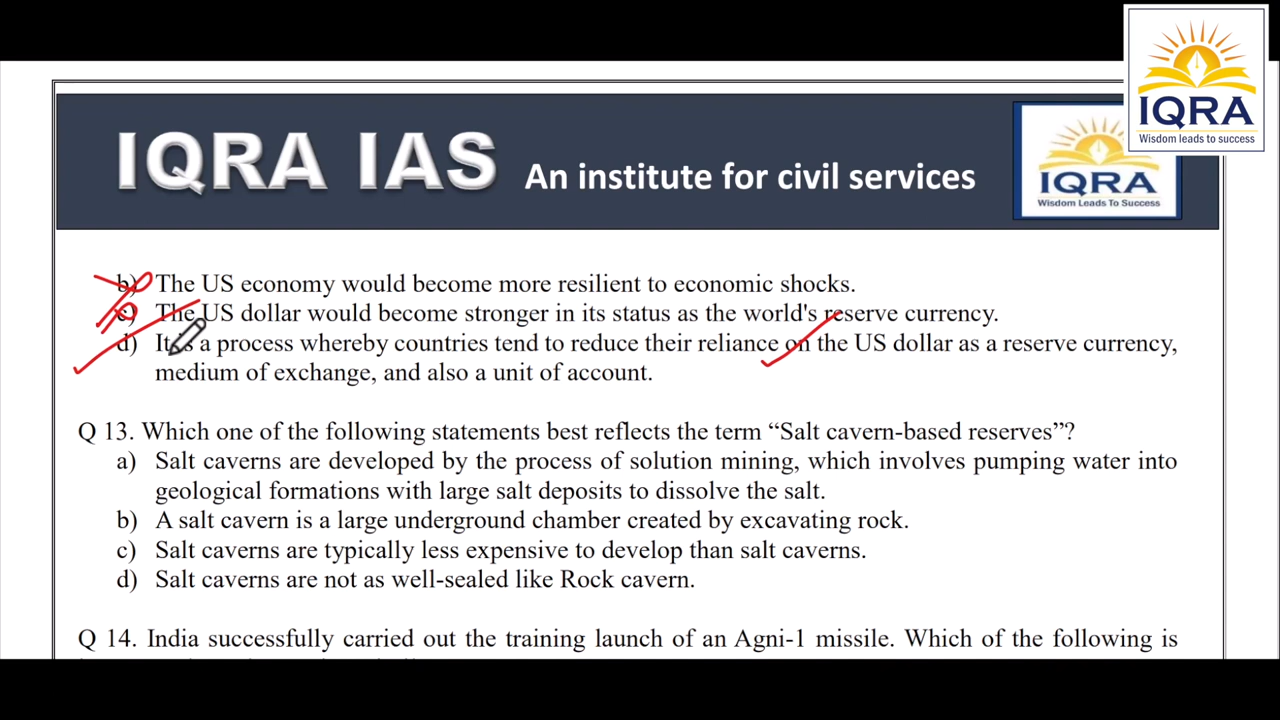 IQRA
Wisdom leads to success
IQRA IAS An institute for civil services
IQRA
Wisdom Leads To Success
b) The US economy would become more resilient to economic shocks.
c) The US dollar would become stronger in its status as the world's reserve currency.
d) It is a process whereby countries tend to reduce their reliance on the US dollar as a reserve currency,
medium of exchange, and also a unit of account.
Q 13. Which one of the following statements best reflects the term “Salt cavern-based reserves”?
a) Salt caverns are developed by the process of solution mining, which involves pumping water into
geological formations with large salt deposits to dissolve the salt.
b) A salt cavern is a large underground chamber created by excavating rock.
c) Salt caverns are typically less expensive to develop than salt caverns.
d) Salt caverns are not as well-sealed like Rock cavern.
Q 14. India successfully carried out the training launch of an Agni-1 missile. Which of the following is